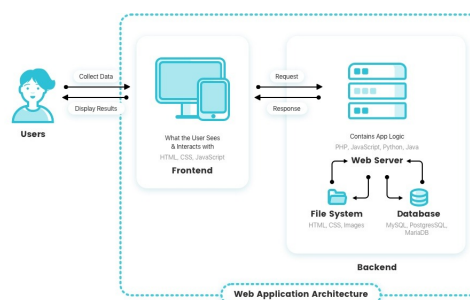 Collect Data
Display Results
Users
What the User Sees
& Interacts with
HTML, CSS, JavaScript
Frontend
Request
Response
Contains App Logic
PHP, JavaScript, Python, Java
Web Server
File System
HTML, CSS, Images
Database
MySQL, PostgresSQL,
MariaDB
Backend
Web Application Architecture